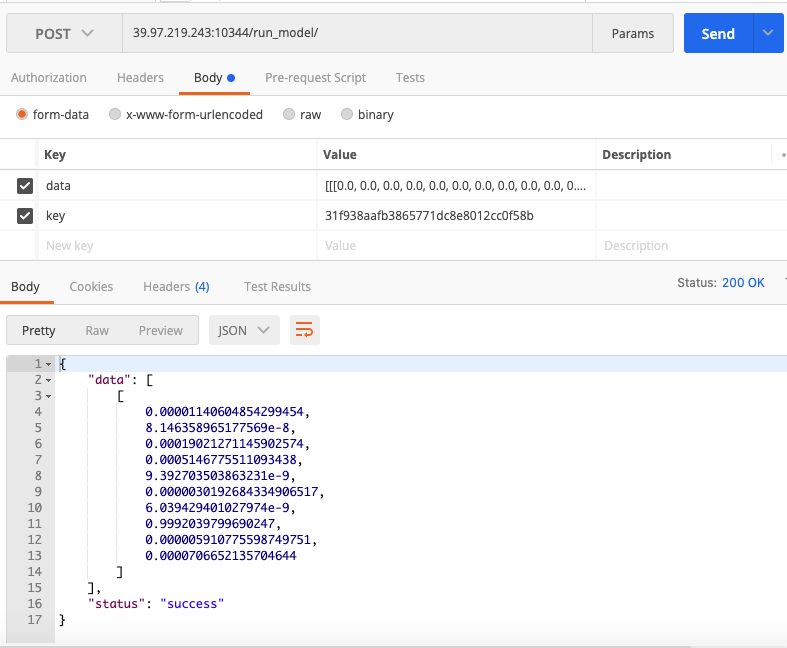 POST 39.97.219.243:10344/run_model/ Params Send
Authorization Headers Body Pre-request Script Tests
form-data x-www-form-urlencoded raw binary
Key Value Description
data [[[0.0, 0.0, 0.0, 0.0, 0.0, 0.0, 0.0, 0.0, 0.0, 0.0, 0....
key 31f938aafb3865771dc8e8012cc0f58b
New key Value Description
Body Cookies Headers (4) Test Results Status: 200 OK
Pretty Raw Preview JSON
1 {
2 "data": [
3 [
4 0.00001140604854299454,
5 8.146358965177569e-8,
6 0.00019021271145902574,
7 0.0005146775511093438,
8 9.392703503863231e-9,
9 0.0000030192684334906517,
10 6.039429401027974e-9,
11 0.9992039799690247,
12 0.000005910775598749751,
13 0.0000706652135704644
14 ]
15 ],
16 "status": "success"
17 }